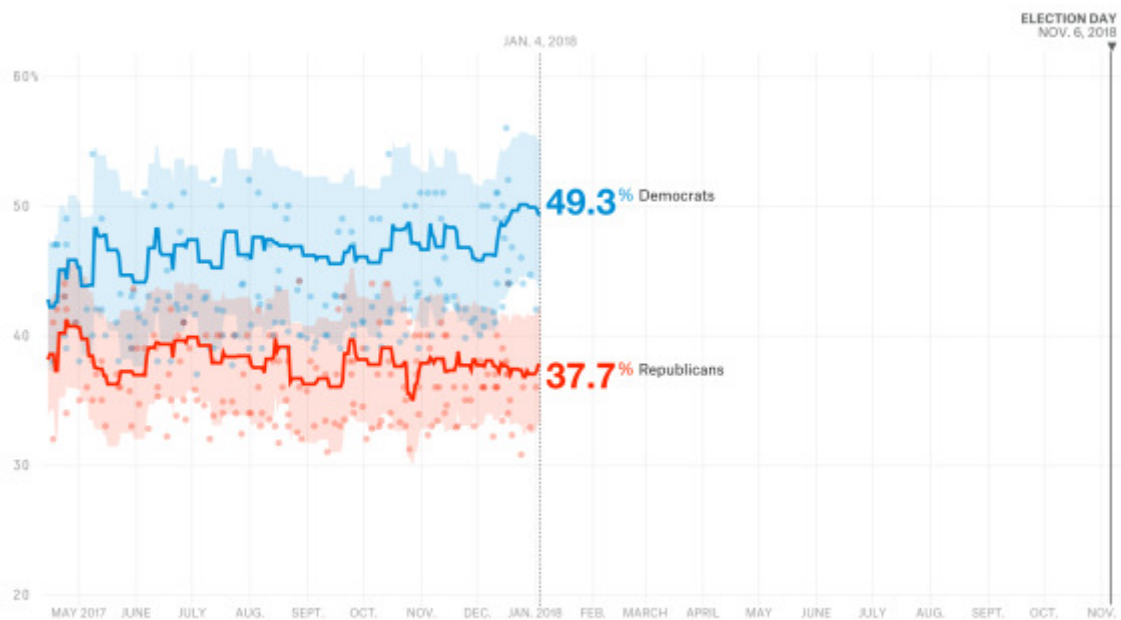 ELECTION DAY
NOV. 6, 2018
JAN. 4, 2018
60%
50
49.3% Democrats
40
37.7% Republicans
30
20
MAY 2017 JUNE JULY AUG. SEPT. OCT. NOV. DEC. JAN. 2018 FEB. MARCH APRIL MAY JUNE JULY AUG. SEPT. OCT. NOV.